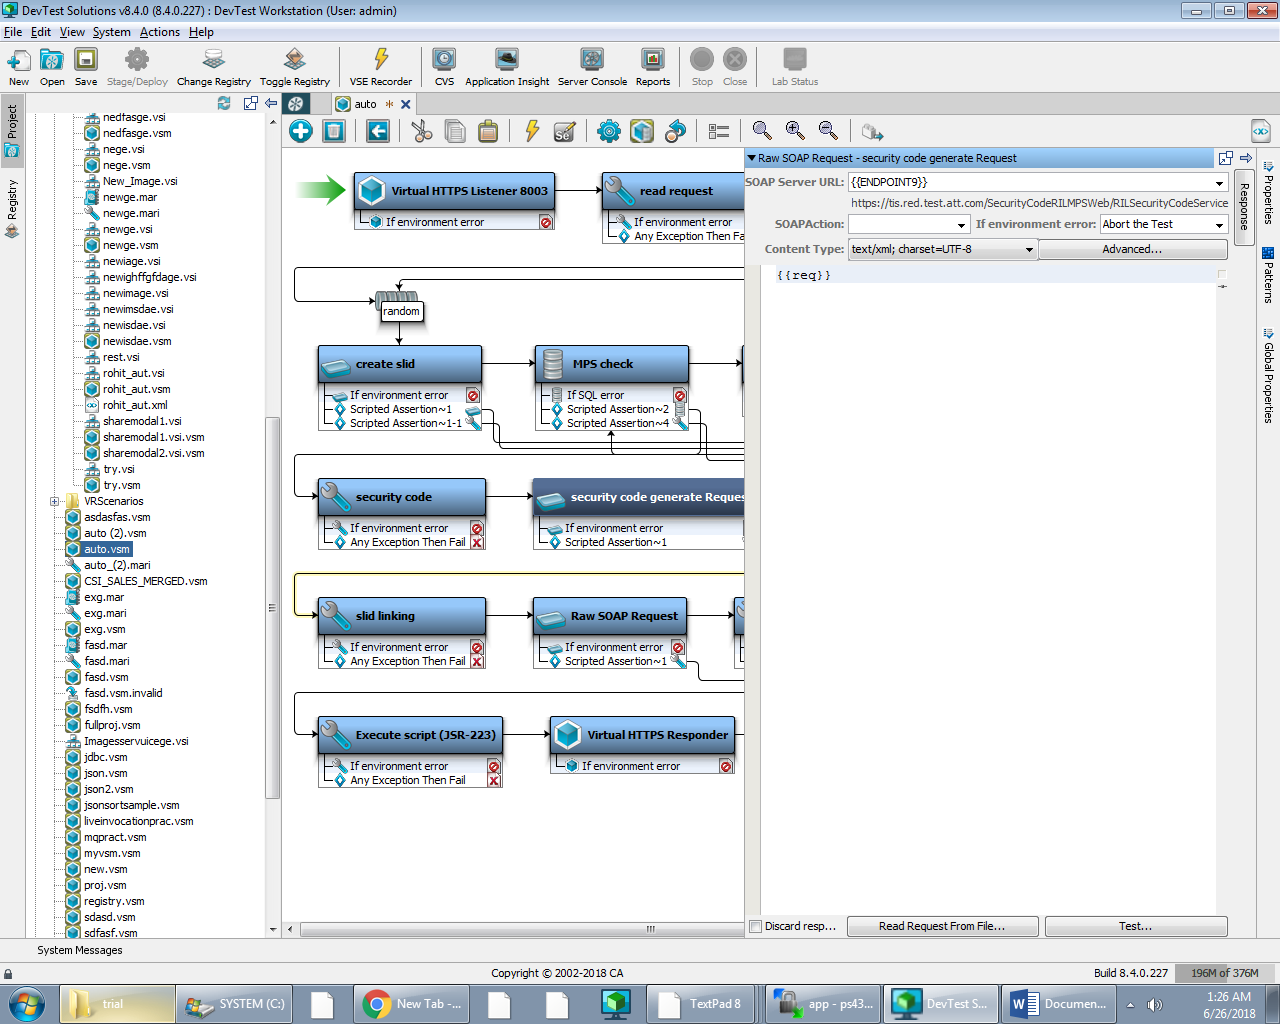 DevTest Solutions v8.4.0 (8.4.0.227) : DevTest Workstation (User: admin)
File Edit View System Actions Help
New Open Save Stage/Deploy Change Registry Toggle Registry VSE Recorder CVS Application Insight Server Console Reports Stop Close Lab Status
Project
Registry
nedfasge.vsi
nedfasge.vsm
nege.vsi
nege.vsm
New_Image.vsi
newge.mar
newge.mari
newge.vsi
newge.vsm
newiage.vsi
newighffgfdage.vsi
newimage.vsi
newimsdae.vsi
newisdae.vsi
newisdae.vsm
rest.vsi
rohit_aut.vsi
rohit_aut.vsm
rohit_aut.xml
sharemodal1.vsi
sharemodal1.vsi.vsm
sharemodal2.vsi.vsm
try.vsi
try.vsm
VRScenarios
asdasfas.vsm
auto (2).vsm
auto.vsm
auto_(2).mari
CSI_SALES_MERGED.vsm
exg.mar
exg.mari
exg.vsm
fasd.mar
fasd.mari
fasd.vsm
fasd.vsm.invalid
fsdfh.vsm
fullproj.vsm
Imagesservuicege.vsi
jdbc.vsm
json.vsm
json2.vsm
jsonsortsample.vsm
liveinvocationprac.vsm
mqpract.vsm
myvsm.vsm
new.vsm
proj.vsm
registry.vsm
sdasd.vsm
sdfasf.vsm
auto
Virtual HTTPS Listener 8003
If environment error
read request
If environment error
Any Exception Then Fa
random
create slid
If environment error
Scripted Assertion~1
Scripted Assertion~1-1
MPS check
If SQL error
Scripted Assertion~2
Scripted Assertion~4
security code
If environment error
Any Exception Then Fail
security code generate Reques
If environment error
Scripted Assertion~1
slid linking
If environment error
Any Exception Then Fail
Raw SOAP Request
If environment error
Scripted Assertion~1
Execute script (JSR-223)
If environment error
Any Exception Then Fail
Virtual HTTPS Responder
If environment error
Raw SOAP Request - security code generate Request
SOAP Server URL: {{ENDPOINT9}}
https://tis.red.test.att.com/SecurityCodeRILMPSWeb/RILSecurityCodeService
SOAPAction: If environment error: Abort the Test
Content Type: text/xml; charset=UTF-8 Advanced...
{{req}}
Discard resp... Read Request From File... Test...
Response
Properties
Patterns
Global Properties
System Messages
Copyright © 2002-2018 CA
Build 8.4.0.227 196M of 376M
trial SYSTEM (C:) New Tab -... TextPad 8 app - ps43... DevTest S... Documen...
1:26 AM
6/26/2018